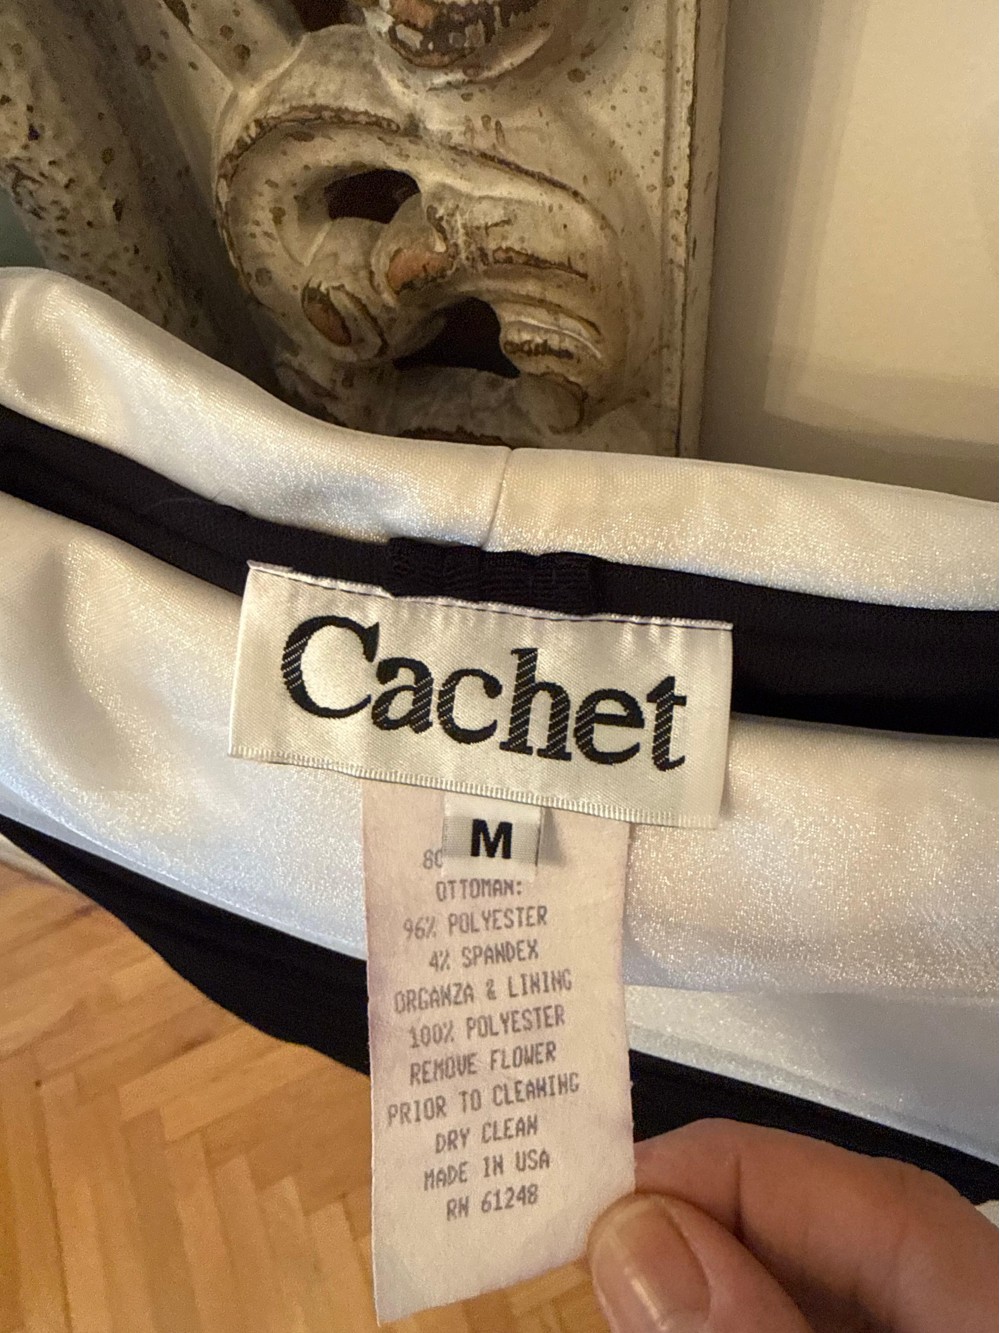 Cachet
M
80
OTTOMAN:
96% POLYESTER
4% SPANDEX
ORGANZA & LINING
100% POLYESTER
REMOVE FLOWER
PRIOR TO CLEANING
DRY CLEAN
MADE IN USA
RN 61248